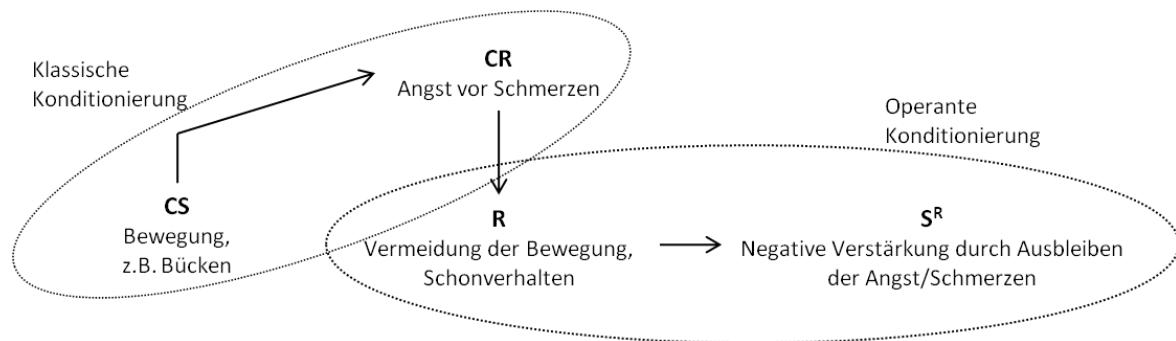 Klassische
Konditionierung
CR
Angst vor Schmerzen
Operante
Konditionierung
CS
Bewegung,
z.B. Bücken
R
Vermeidung der Bewegung,
Schonverhalten
Sᴿ
Negative Verstärkung durch Ausbleiben
der Angst/Schmerzen